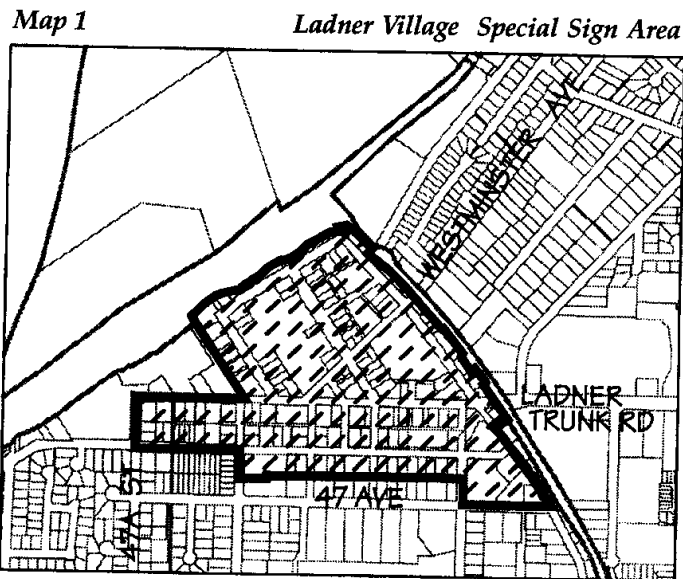 Map 1
Ladner Village Special Sign Area
WESTMINSTER AVE
LADNER
TRUNK RD
47 AVE
47A ST